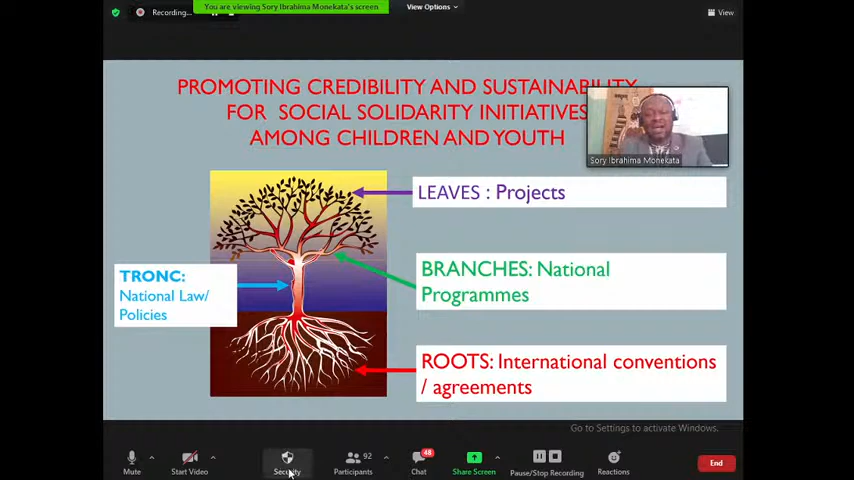 You are viewing Sory Ibrahima Monekata's screen
View Options
Recording...
View
PROMOTING CREDIBILITY AND SUSTAINABILITY
FOR SOCIAL SOLIDARITY INITIATIVES
AMONG CHILDREN AND YOUTH
Sory Ibrahima Monekata
LEAVES : Projects
TRONC:
National Law/
Policies
BRANCHES: National
Programmes
ROOTS: International conventions
/ agreements
Go to Settings to activate Windows.
Mute
Start Video
Security
92
Participants
48
Chat
Share Screen
Pause/Stop Recording
Reactions
End